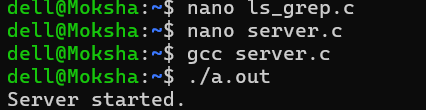 dell@Moksha:~$ nano ls_grep.c
dell@Moksha:~$ nano server.c
dell@Moksha:~$ gcc server.c
dell@Moksha:~$ ./a.out
Server started.